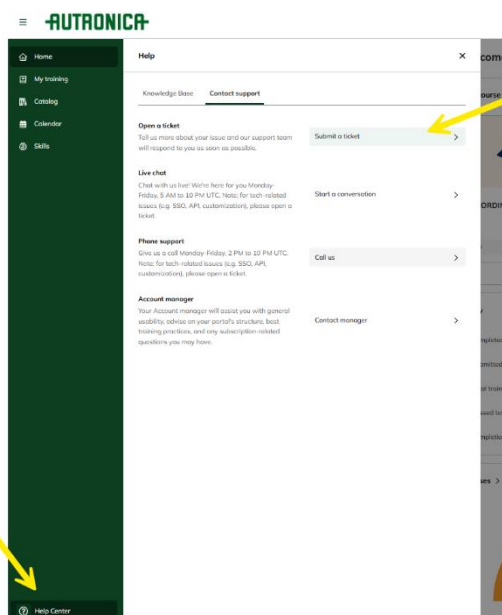 AUTRONICA
Home
My training
Catalog
Calendar
Skills
Help Center
Help
Knowledge Base
Contact support
Open a ticket
Tell us more about your issue and our support team
will respond to you as soon as possible.
Submit a ticket
Live chat
Chat with us live! We're here for you Monday-
Friday, 5 AM to 10 PM UTC. Note: for tech-related
issues (e.g. SSO, API, customization), please open a
ticket.
Start a conversation
Phone support
Give us a call Monday-Friday, 2 PM to 10 PM UTC.
Note: for tech-related issues (e.g. SSO, API,
customization), please open a ticket.
Call us
Account manager
Your Account manager will assist you with general
usability, advise on your portal's structure, best
training practices, and any subscription-related
questions you may have.
Contact manager